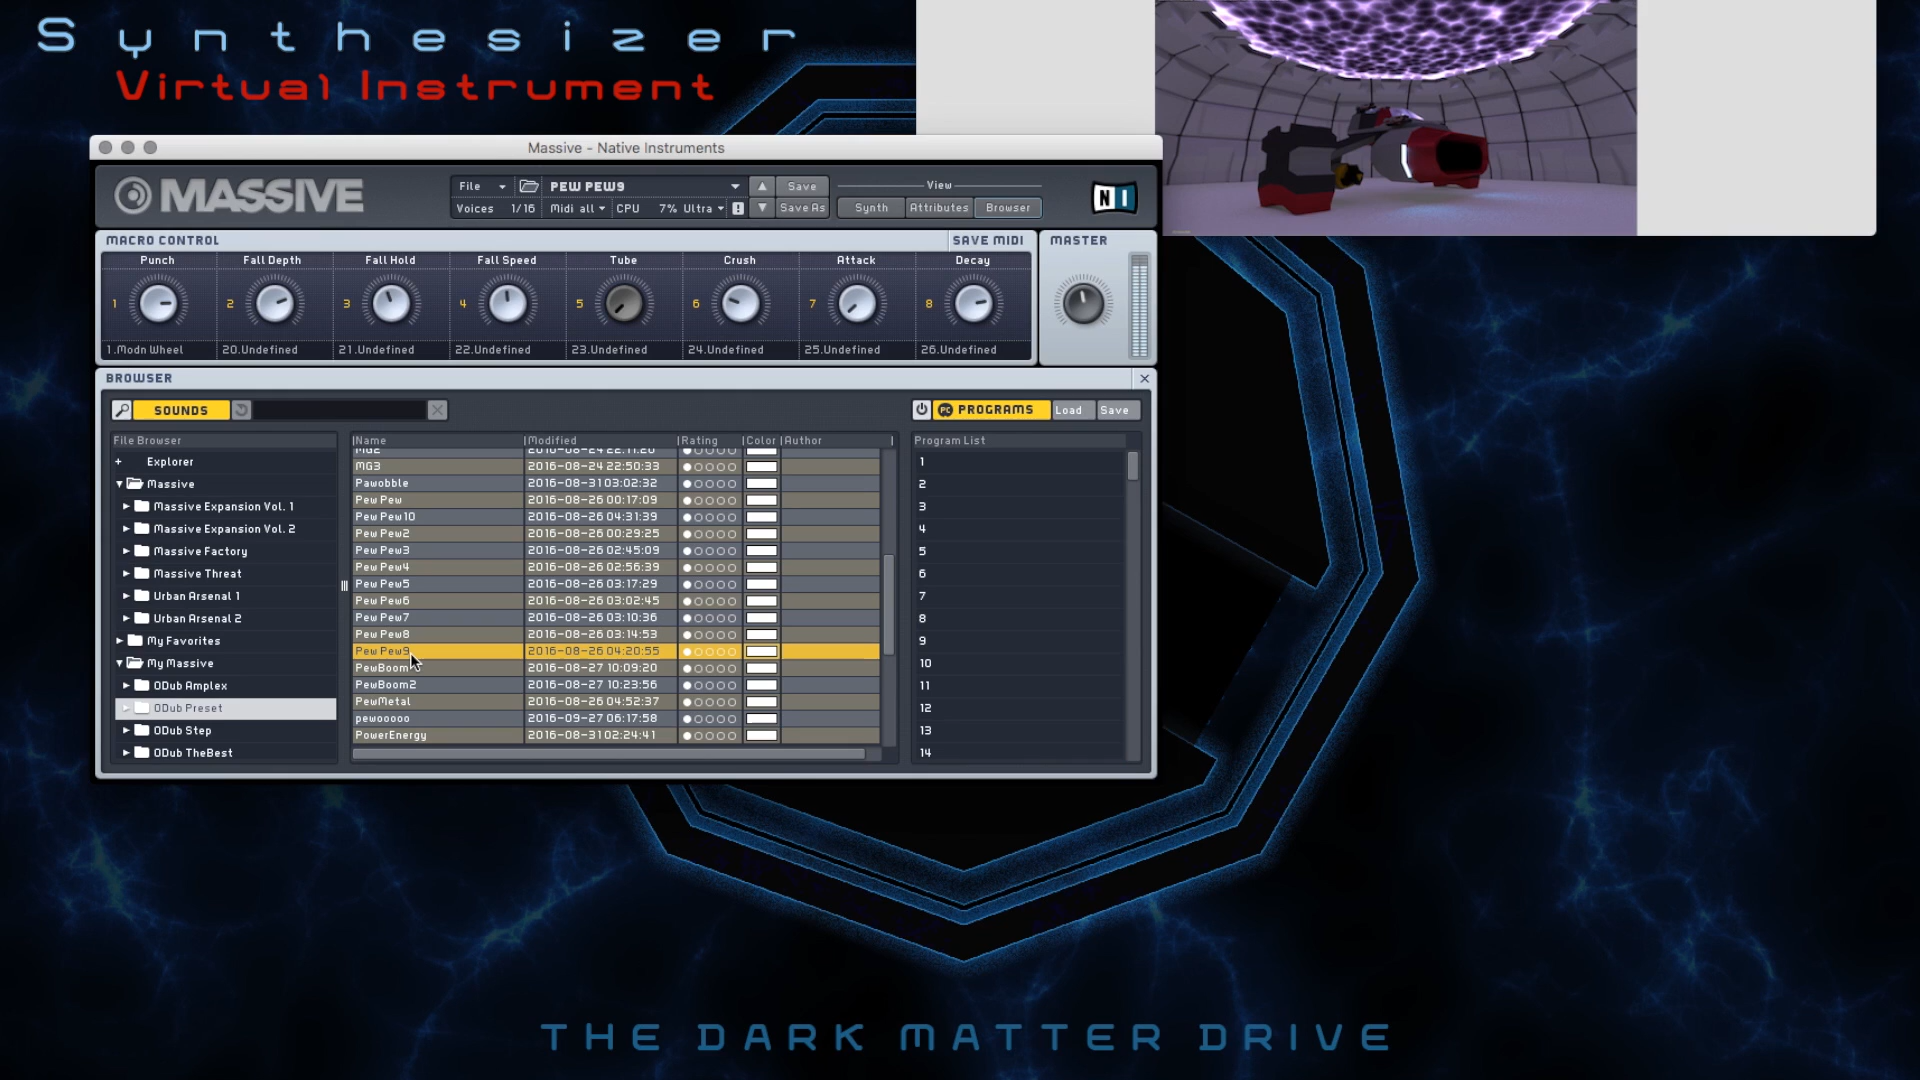 Synthesizer
Virtual Instrument
Massive - Native Instruments
MASSIVE
File PEW PEW9 Save View
Voices 1/16 Midi all CPU 7% Ultra ! Save As Synth Attributes Browser
NI
MACRO CONTROL SAVE MIDI MASTER
Punch Fall Depth Fall Hold Fall Speed Tube Crush Attack Decay
1 2 3 4 5 6 7 8
1.Modn Wheel 20.Undefined 21.Undefined 22.Undefined 23.Undefined 24.Undefined 25.Undefined 26.Undefined
BROWSER
SOUNDS PC PROGRAMS Load Save
File Browser
+ Explorer
Massive
Massive Expansion Vol. 1
Massive Expansion Vol. 2
Massive Factory
Massive Threat
Urban Arsenal 1
Urban Arsenal 2
My Favorites
My Massive
ODub Amplex
ODub Preset
ODub Step
ODub TheBest
Name Modified Rating Color Author
MG2 2016-08-24 22:11:20
MG3 2016-08-24 22:50:33
Pawobble 2016-08-31 03:02:32
Pew Pew 2016-08-26 00:17:09
Pew Pew10 2016-08-26 04:31:39
Pew Pew2 2016-08-26 00:29:25
Pew Pew3 2016-08-26 02:45:09
Pew Pew4 2016-08-26 02:56:39
Pew Pew5 2016-08-26 03:17:29
Pew Pew6 2016-08-26 03:02:45
Pew Pew7 2016-08-26 03:10:36
Pew Pew8 2016-08-26 03:14:53
Pew Pew9 2016-08-26 04:20:55
PewBoom 2016-08-27 10:09:20
PewBoom2 2016-08-27 10:23:56
PewMetal 2016-08-26 04:52:37
pewooooo 2016-09-27 06:17:58
PowerEnergy 2016-08-31 02:24:41
Program List
1
2
3
4
5
6
7
8
9
10
11
12
13
14
THE DARK MATTER DRIVE